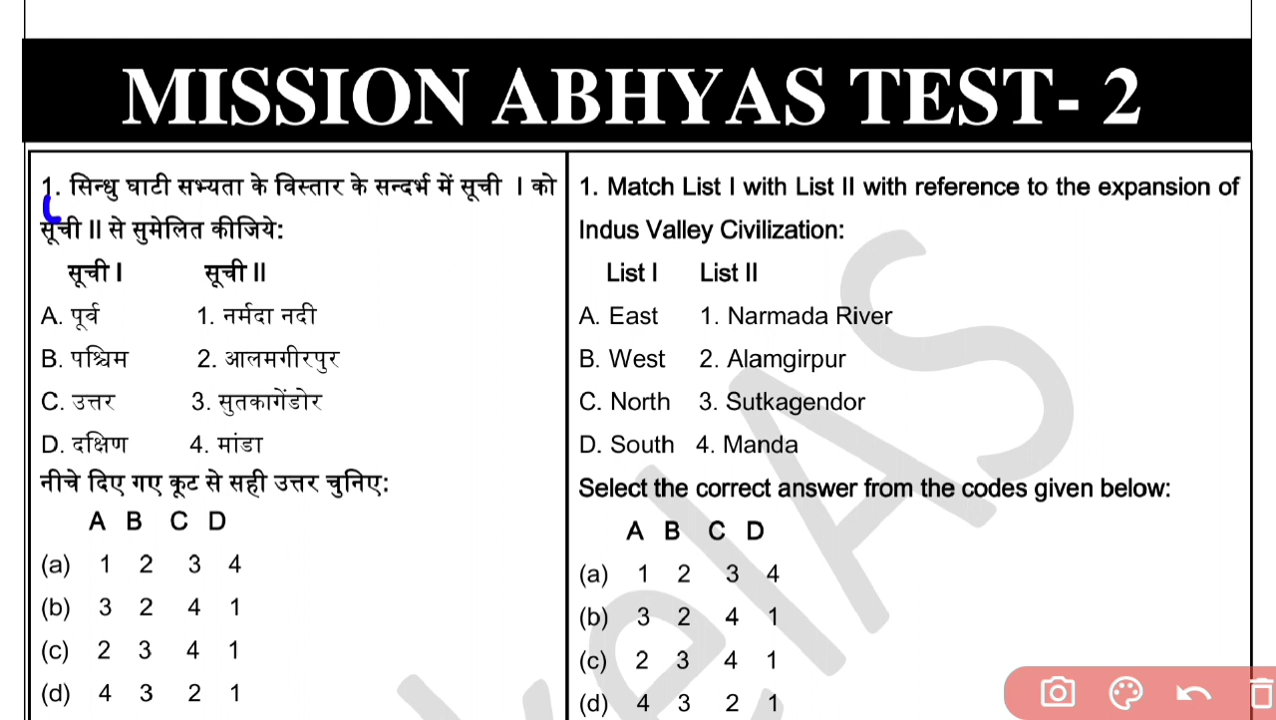 MISSION ABHYAS TEST- 2
1. सिन्धु घाटी सभ्यता के विस्तार के सन्दर्भ में सूची I को
सूची II से सुमेलित कीजिये:
सूची I सूची II
A. पूर्व 1. नर्मदा नदी
B. पश्चिम 2. आलमगीरपुर
C. उत्तर 3. सुतकागेंडोर
D. दक्षिण 4. मांडा
नीचे दिए गए कूट से सही उत्तर चुनिए:
A B C D
(a) 1 2 3 4
(b) 3 2 4 1
(c) 2 3 4 1
(d) 4 3 2 1
1. Match List I with List II with reference to the expansion of
Indus Valley Civilization:
List I List II
A. East 1. Narmada River
B. West 2. Alamgirpur
C. North 3. Sutkagendor
D. South 4. Manda
Select the correct answer from the codes given below:
A B C D
(a) 1 2 3 4
(b) 3 2 4 1
(c) 2 3 4 1
(d) 4 3 2 1